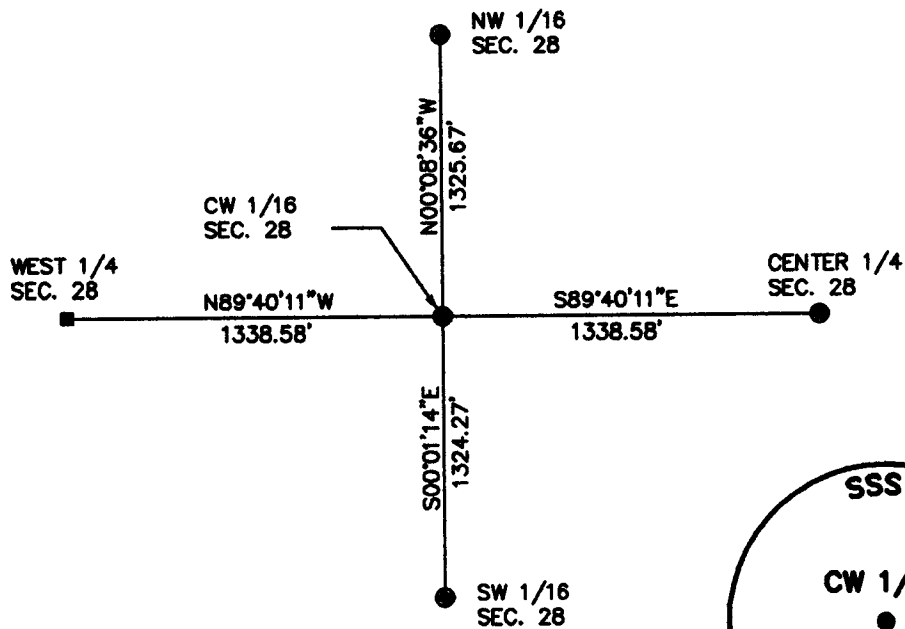 NW 1/16
SEC. 28
N00°08'36"W
1325.67'
CW 1/16
SEC. 28
WEST 1/4
SEC. 28
CENTER 1/4
SEC. 28
N89°40'11"W
1338.58'
S89°40'11"E
1338.58'
S00°01'14"E
1324.27'
SW 1/16
SEC. 28
SSS
CW 1/